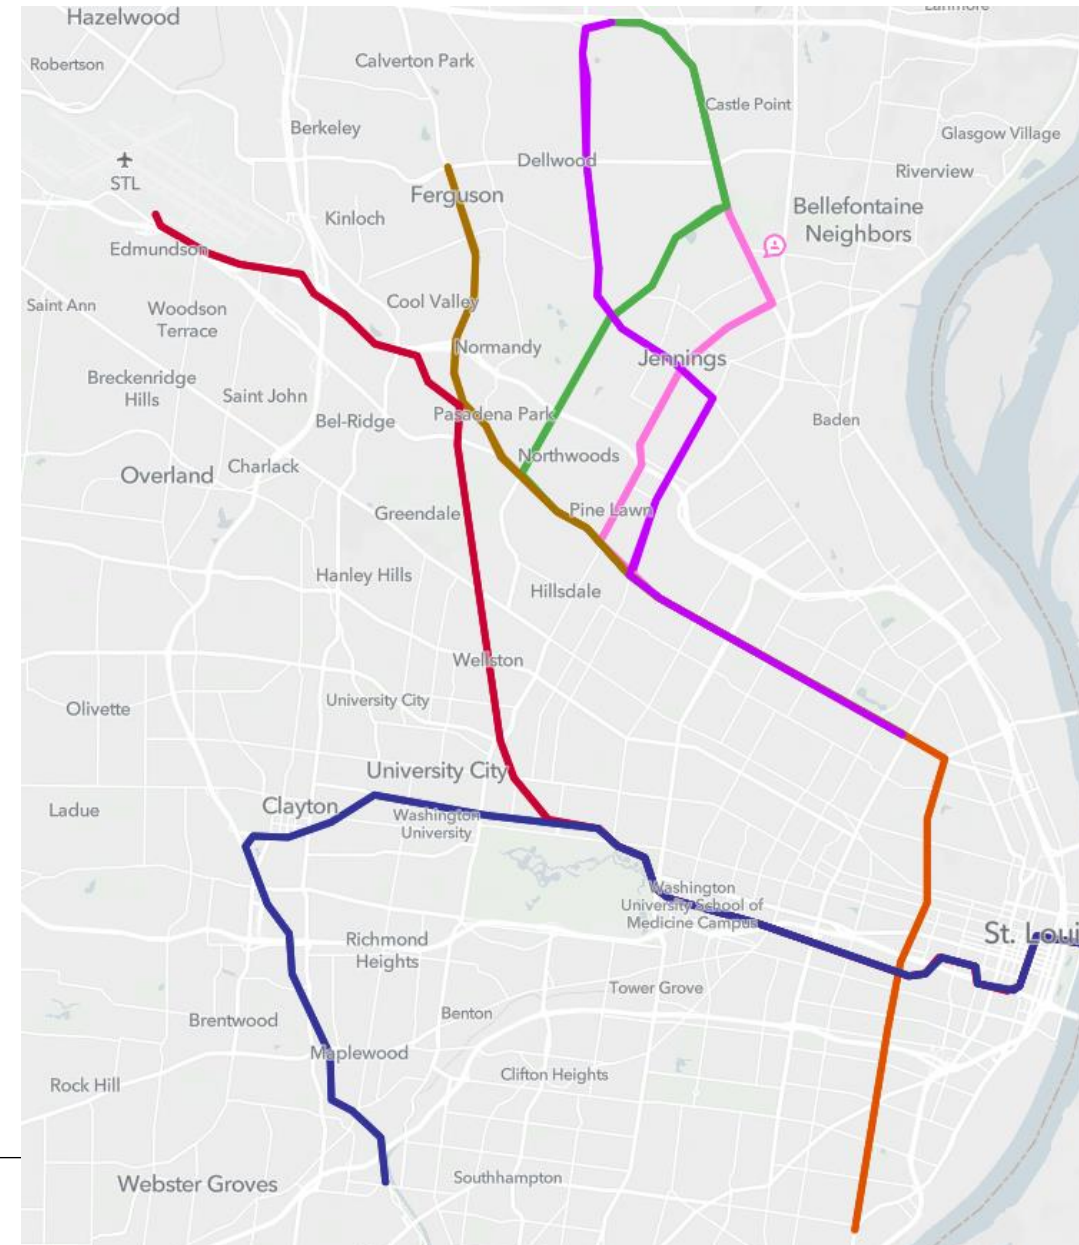 Hazelwood
Larimore
Robertson
Calverton Park
Castle Point
Berkeley
Glasgow Village
Dellwood
STL
Riverview
Ferguson
Kinloch
Bellefontaine
Neighbors
Edmundson
Saint Ann
Woodson
Terrace
Cool Valley
Normandy
Jennings
Breckenridge
Hills
Saint John
Bel-Ridge
Pasadena Park
Baden
Overland
Charlack
Northwoods
Greendale
Pine Lawn
Hanley Hills
Hillsdale
Wellston
University City
Olivette
University City
Ladue
Clayton
Washington
University
Washington
University School of
Medicine Campus
St. Loui
Richmond
Heights
Tower Grove
Brentwood
Benton
Maplewood
Rock Hill
Clifton Heights
Webster Groves
Southhampton